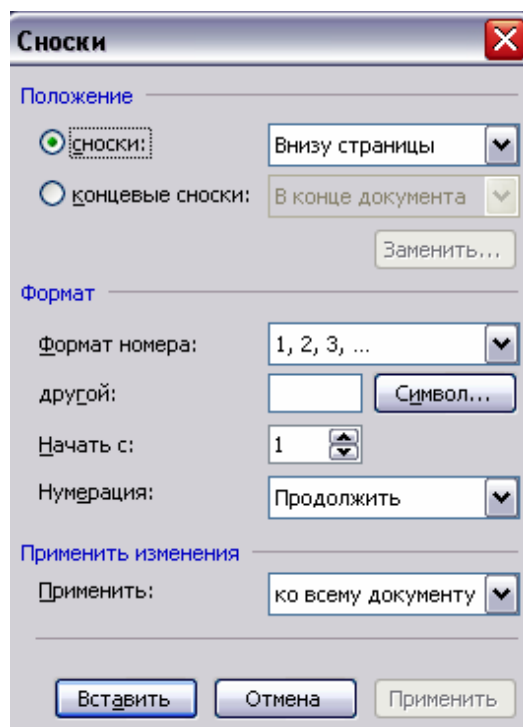 Сноски
Положение
сноски: Внизу страницы
концевые сноски: В конце документа
Заменить...
Формат
Формат номера: 1, 2, 3, ...
другой: Символ...
Начать с: 1
Нумерация: Продолжить
Применить изменения
Применить: ко всему документу
Вставить Отмена Применить